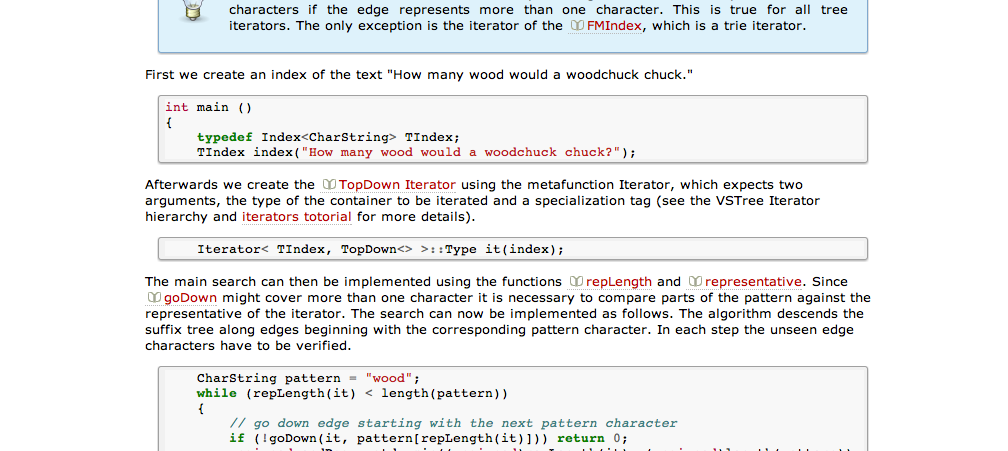 characters if the edge represents more than one character. This is true for all tree
iterators. The only exception is the iterator of the FMIndex, which is a trie iterator.
First we create an index of the text "How many wood would a woodchuck chuck."
int main ()
{
typedef Index<CharString> TIndex;
TIndex index("How many wood would a woodchuck chuck?");
Afterwards we create the TopDown Iterator using the metafunction Iterator, which expects two
arguments, the type of the container to be iterated and a specialization tag (see the VSTree Iterator
hierarchy and iterators totorial for more details).
Iterator< TIndex, TopDown<> >::Type it(index);
The main search can then be implemented using the functions repLength and representative. Since
goDown might cover more than one character it is necessary to compare parts of the pattern against the
representative of the iterator. The search can now be implemented as follows. The algorithm descends the
suffix tree along edges beginning with the corresponding pattern character. In each step the unseen edge
characters have to be verified.
CharString pattern = "wood";
while (repLength(it) < length(pattern))
{
// go down edge starting with the next pattern character
if (!goDown(it, pattern[repLength(it)])) return 0;